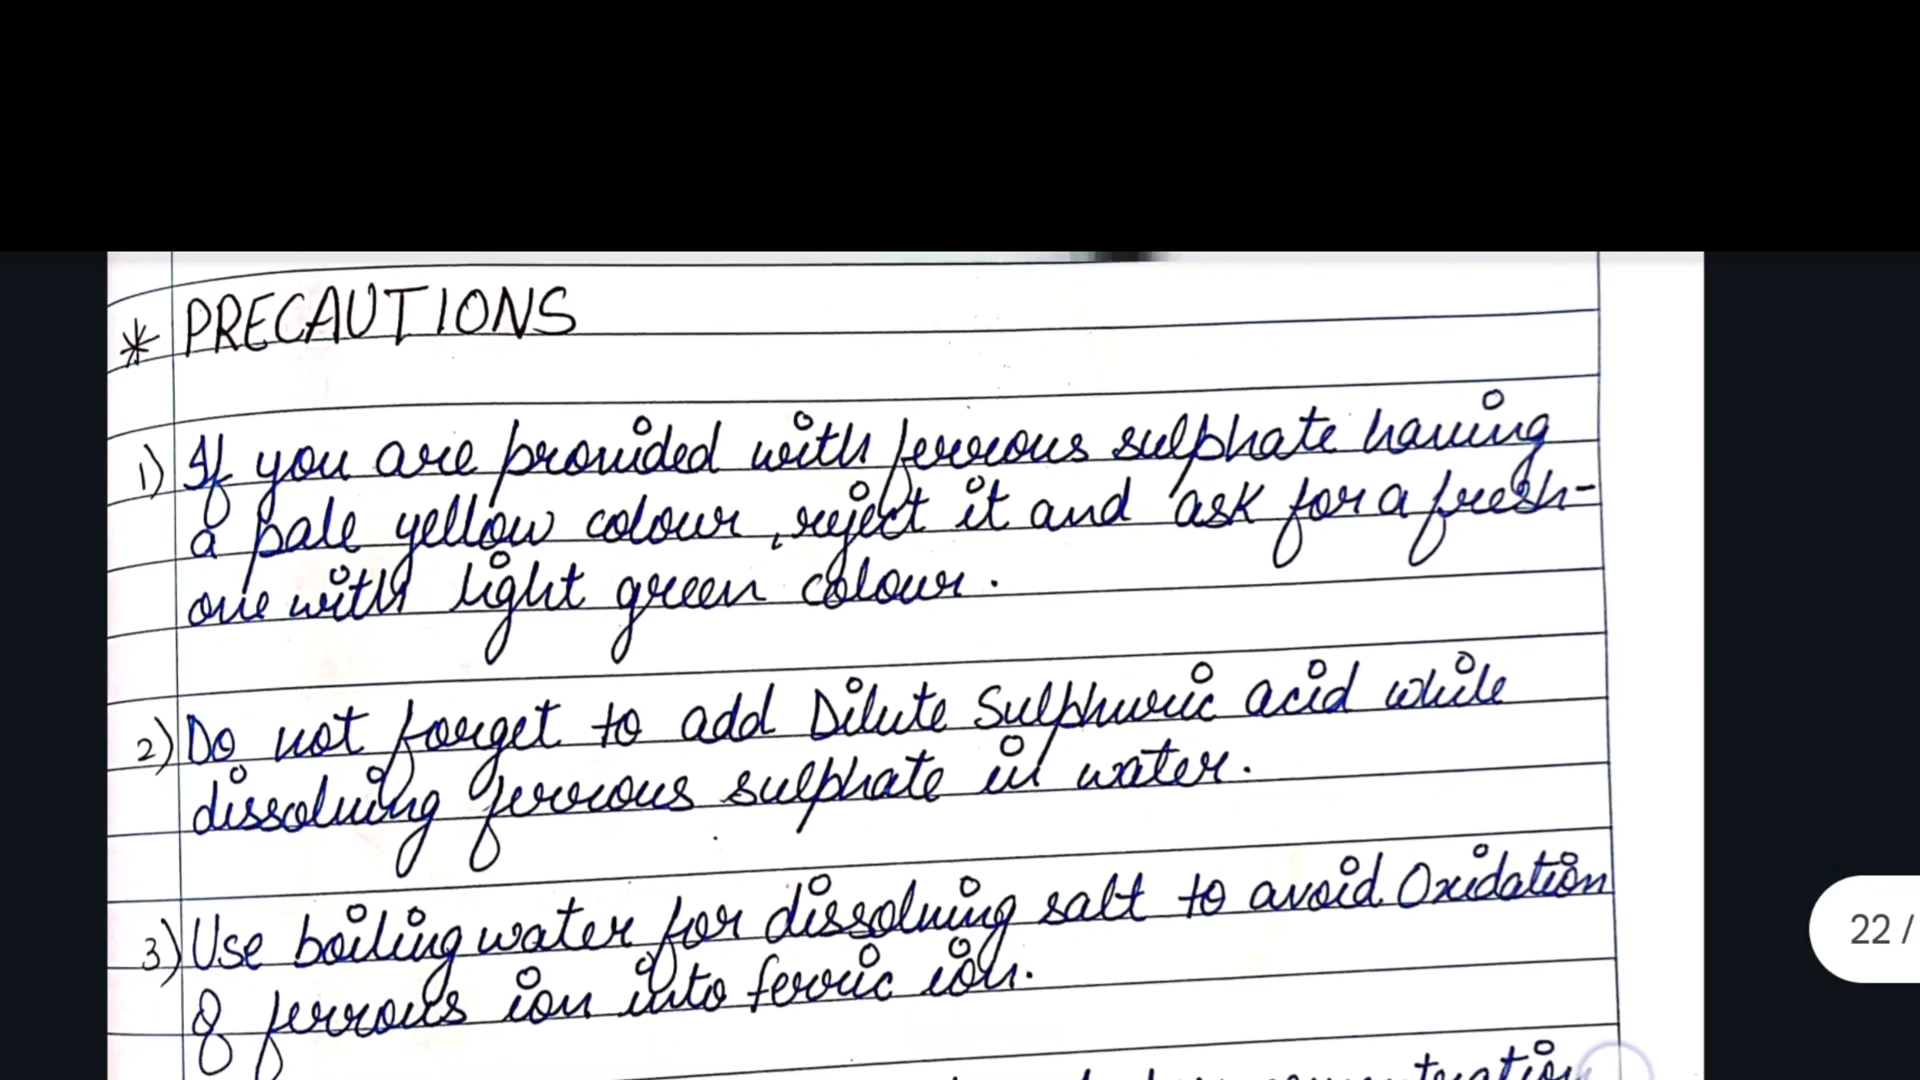 * PRECAUTIONS
1) If you are provided with ferrous sulphate having
a pale yellow colour, reject it and ask for a fresh-
one with light green colour.
2) Do not forget to add Dilute Sulphuric acid while
dissolving ferrous sulphate in water.
3) Use boiling water for dissolving salt to avoid Oxidation
of ferrous ion into ferric ion.
22 /